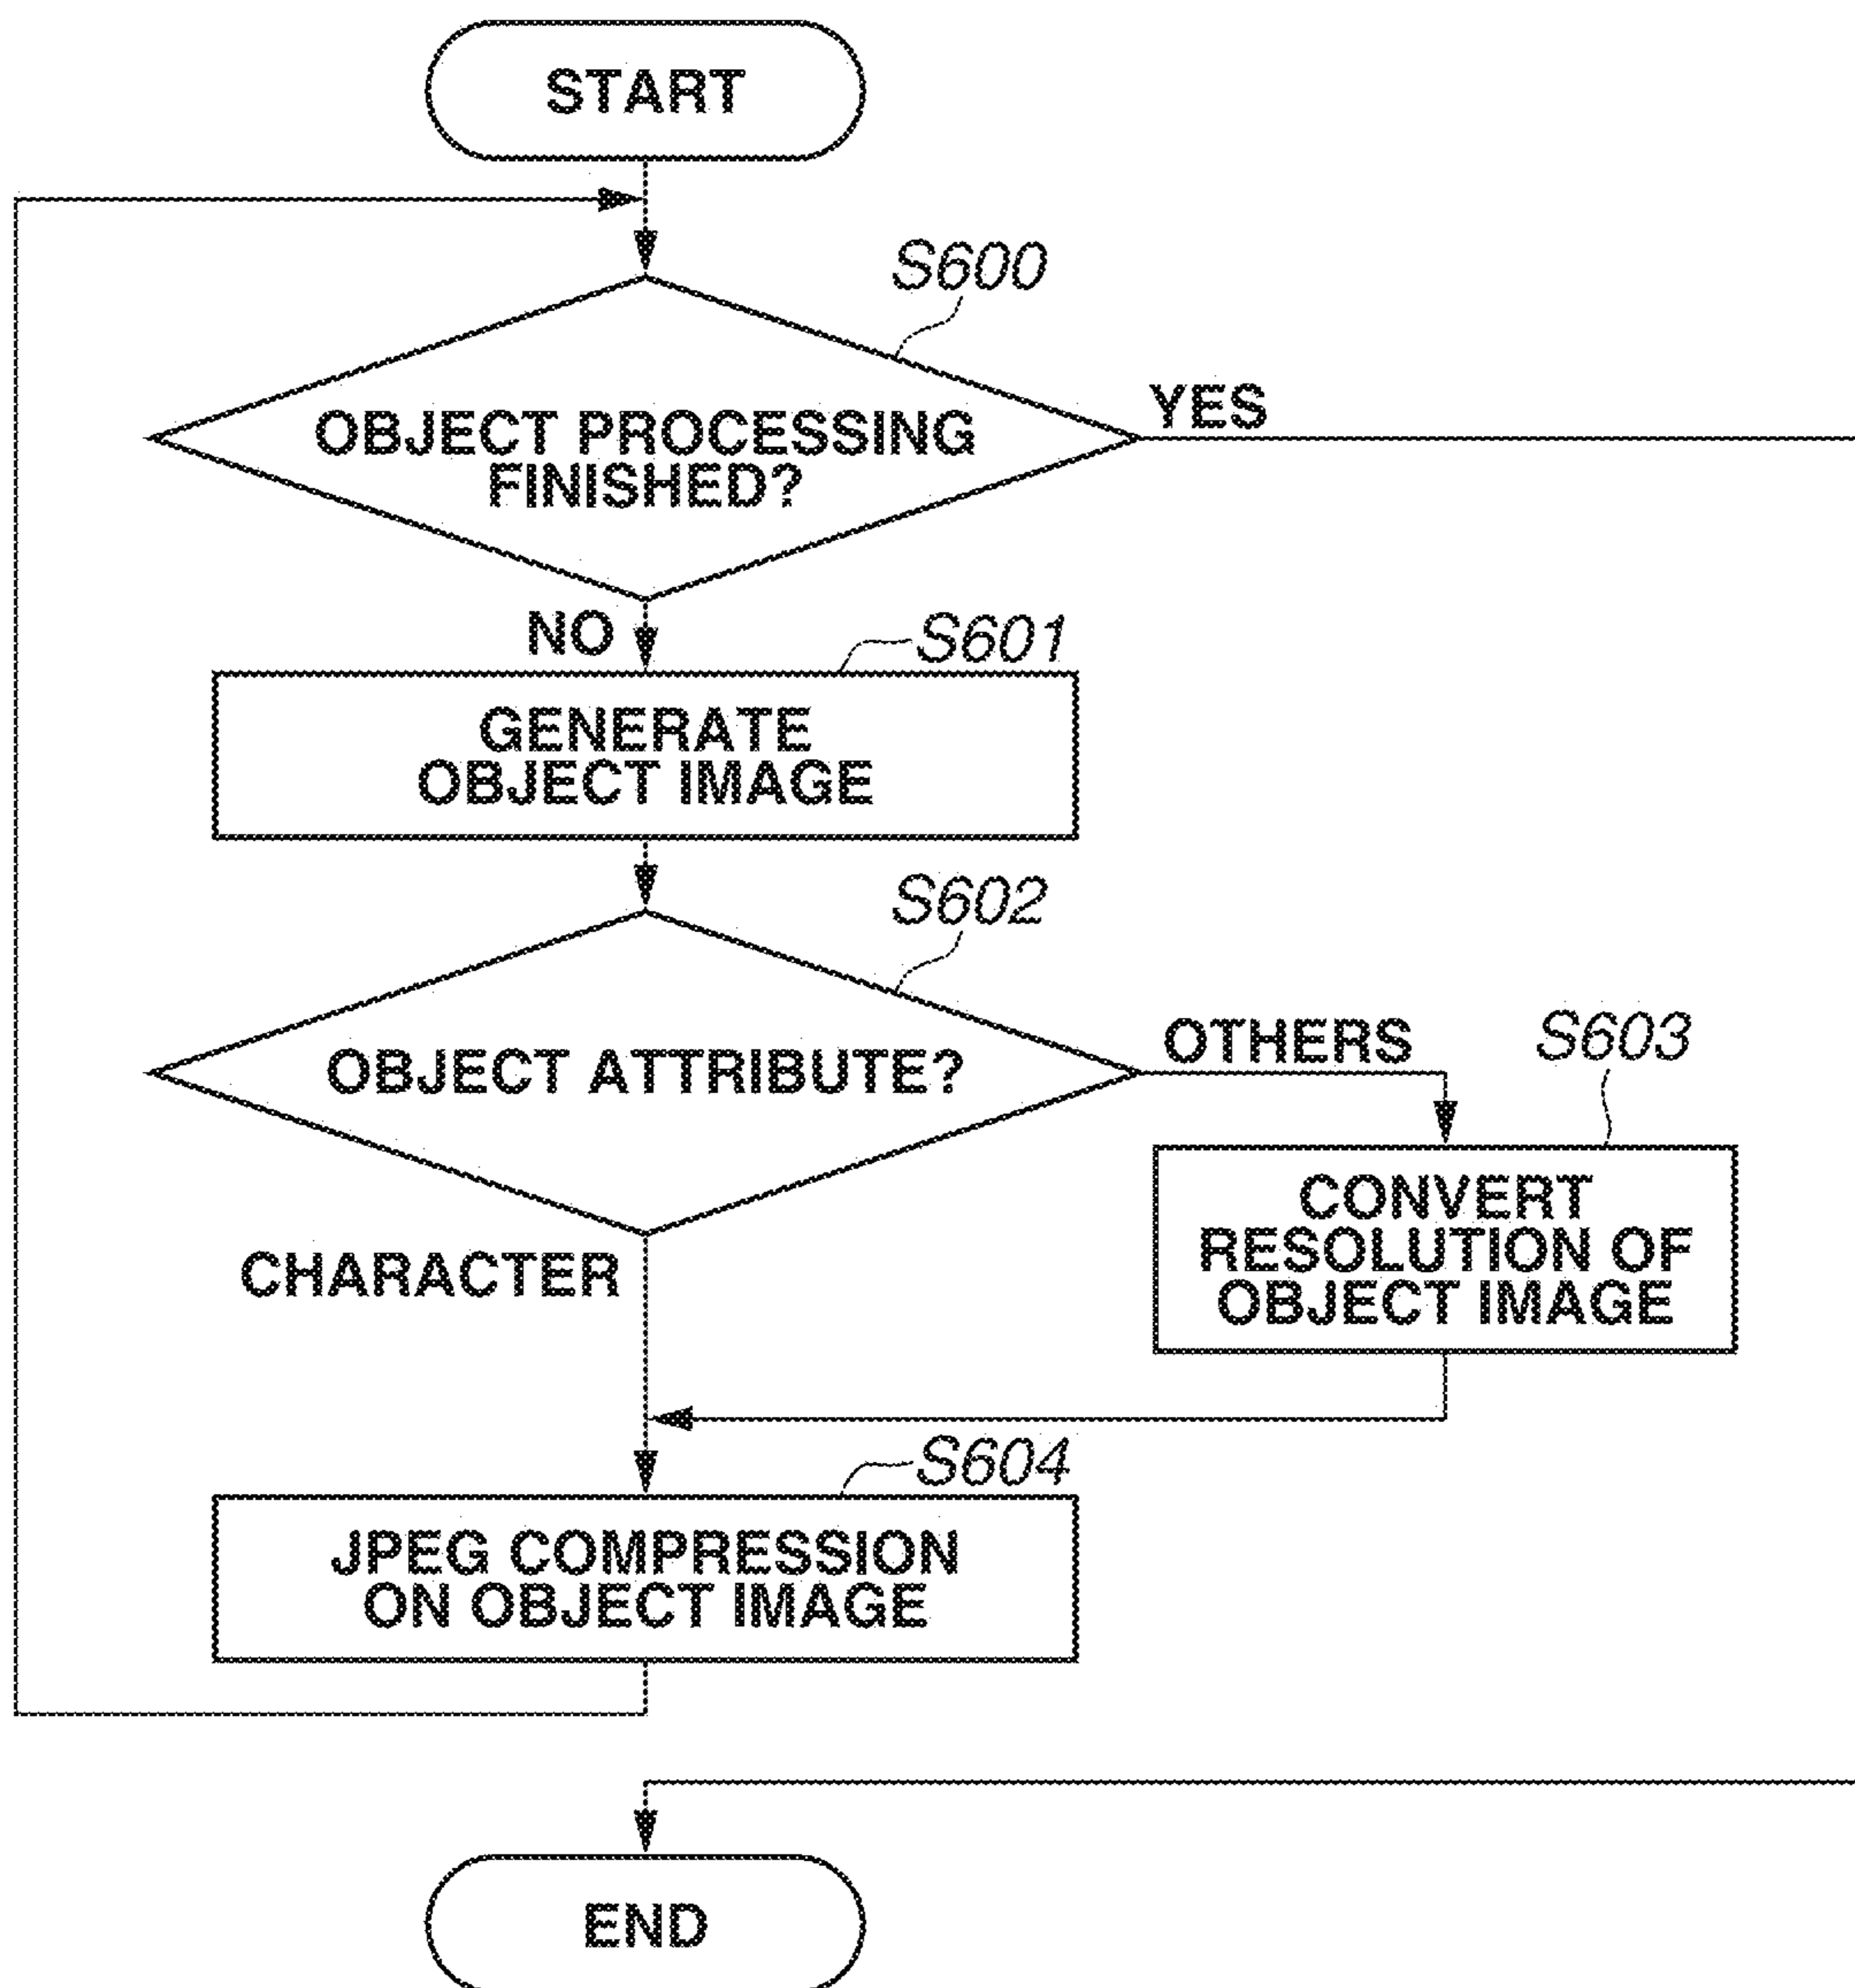 START
S600
OBJECT PROCESSING
FINISHED?
YES
NO
S601
GENERATE
OBJECT IMAGE
S602
OBJECT ATTRIBUTE?
OTHERS
S603
CHARACTER
CONVERT
RESOLUTION OF
OBJECT IMAGE
S604
JPEG COMPRESSION
ON OBJECT IMAGE
END